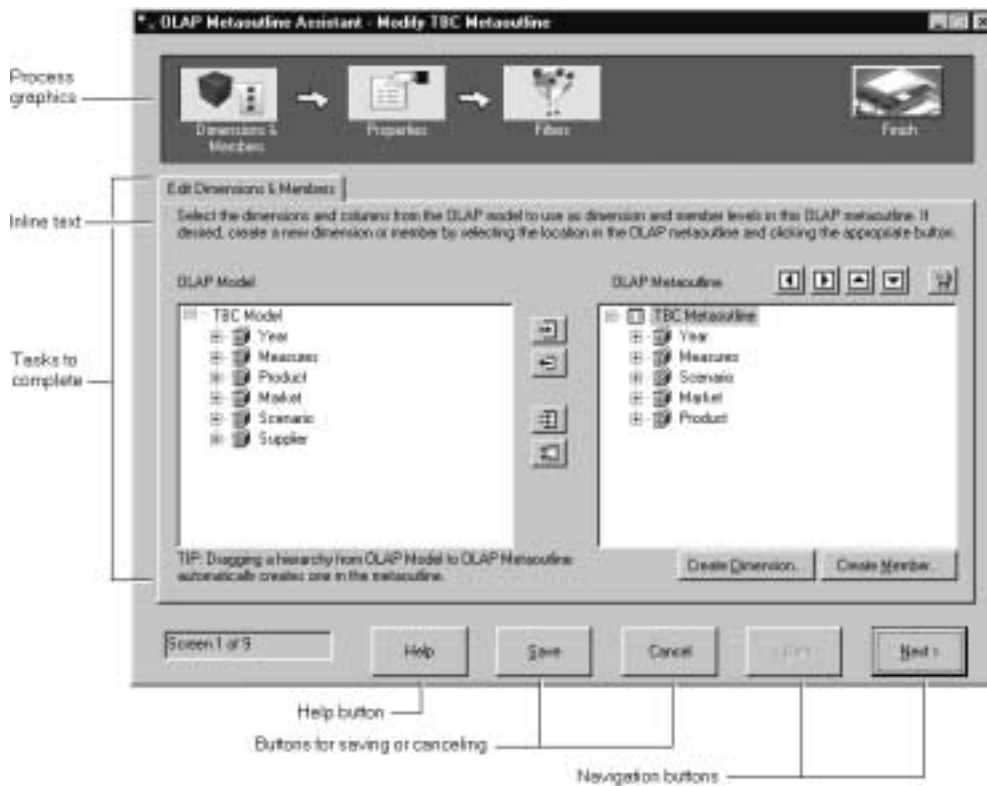 OLAP Metaoutline Assistant - Modify TBC Metaoutline
Process
graphics
Dimensions &
Members
Properties
Filters
Finish
Edit Dimensions & Members
Inline text
Select the dimensions and columns from the OLAP model to use as dimension and member levels in this OLAP metaoutline. If
desired, create a new dimension or member by selecting the location in the OLAP metaoutline and clicking the appropriate button.
OLAP Model
OLAP Metaoutline
TBC Model
Year
Measures
Product
Market
Scenario
Supplier
TBC Metaoutline
Year
Measures
Scenario
Market
Product
Tasks to
complete
TIP: Dragging a hierarchy from OLAP Model to OLAP Metaoutline
automatically creates one in the metaoutline.
Create Dimension...
Create Member...
Screen 1 of 9
Help
Save
Cancel
Next >
Help button
Buttons for saving or canceling
Navigation buttons